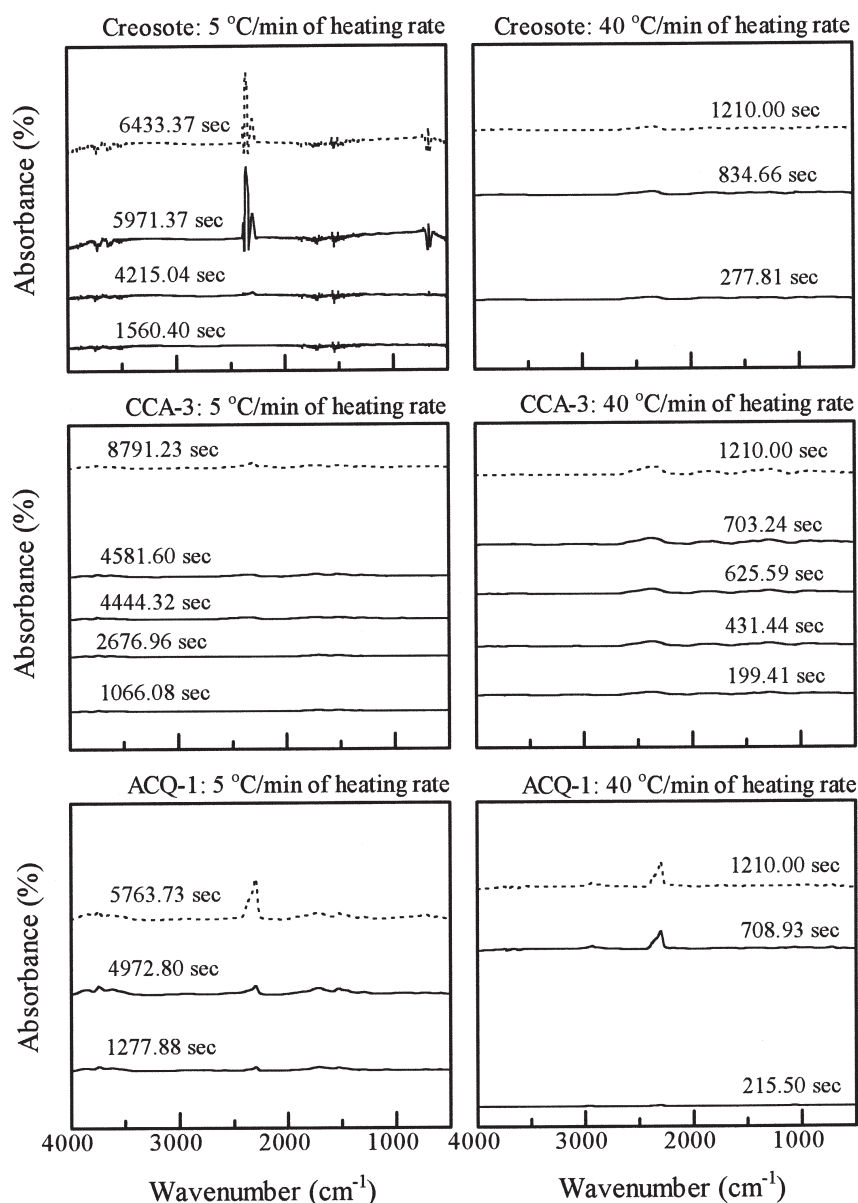 Creosote: 5 °C/min of heating rate
Creosote: 40 °C/min of heating rate
Absorbance (%)
6433.37 sec
5971.37 sec
4215.04 sec
1560.40 sec
1210.00 sec
834.66 sec
277.81 sec
CCA-3: 5 °C/min of heating rate
CCA-3: 40 °C/min of heating rate
Absorbance (%)
8791.23 sec
4581.60 sec
4444.32 sec
2676.96 sec
1066.08 sec
1210.00 sec
703.24 sec
625.59 sec
431.44 sec
199.41 sec
ACQ-1: 5 °C/min of heating rate
ACQ-1: 40 °C/min of heating rate
Absorbance (%)
5763.73 sec
4972.80 sec
1277.88 sec
1210.00 sec
708.93 sec
215.50 sec
4000 3000 2000 1000
4000 3000 2000 1000
Wavenumber (cm⁻¹)
Wavenumber (cm⁻¹)